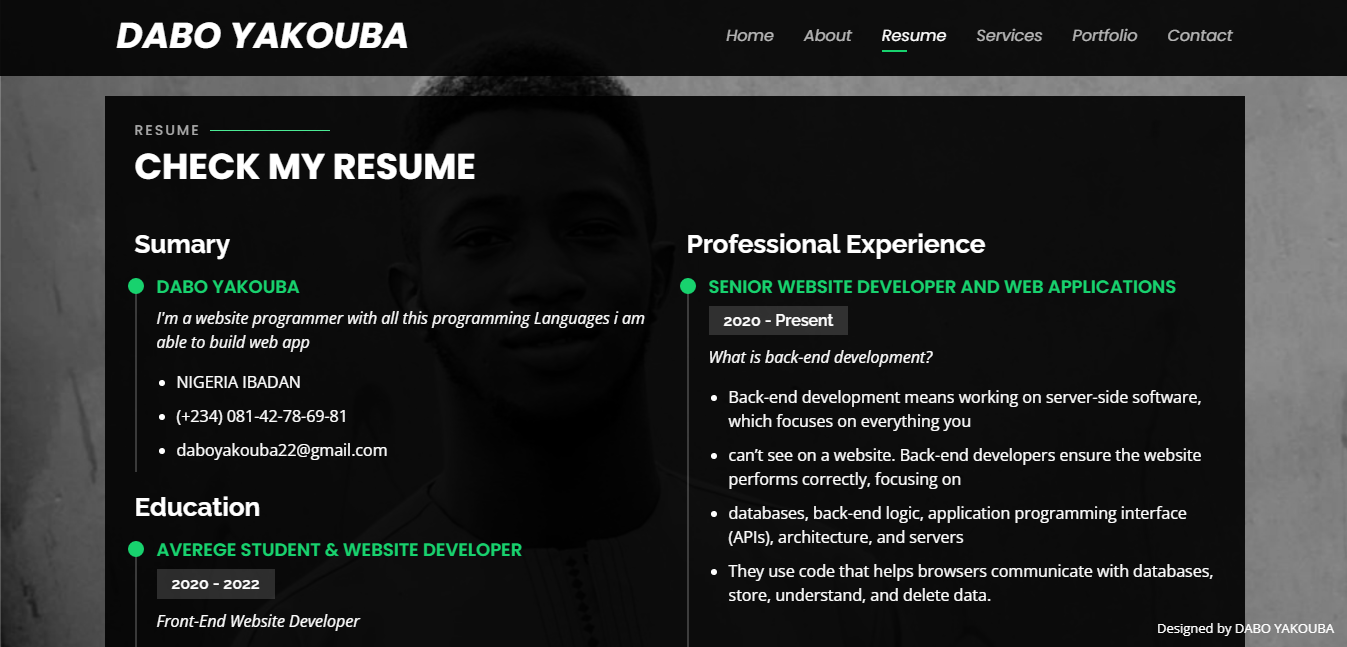 DABO YAKOUBA
Home About Resume Services Portfolio Contact
RESUME
CHECK MY RESUME
Sumary
DABO YAKOUBA
I'm a website programmer with all this programming Languages i am
able to build web app
NIGERIA IBADAN
(+234) 081-42-78-69-81
daboyakouba22@gmail.com
Education
AVEREGE STUDENT & WEBSITE DEVELOPER
2020 - 2022
Front-End Website Developer
Professional Experience
SENIOR WEBSITE DEVELOPER AND WEB APPLICATIONS
2020 - Present
What is back-end development?
Back-end development means working on server-side software,
which focuses on everything you
can’t see on a website. Back-end developers ensure the website
performs correctly, focusing on
databases, back-end logic, application programming interface
(APIs), architecture, and servers
They use code that helps browsers communicate with databases,
store, understand, and delete data.
Designed by DABO YAKOUBA